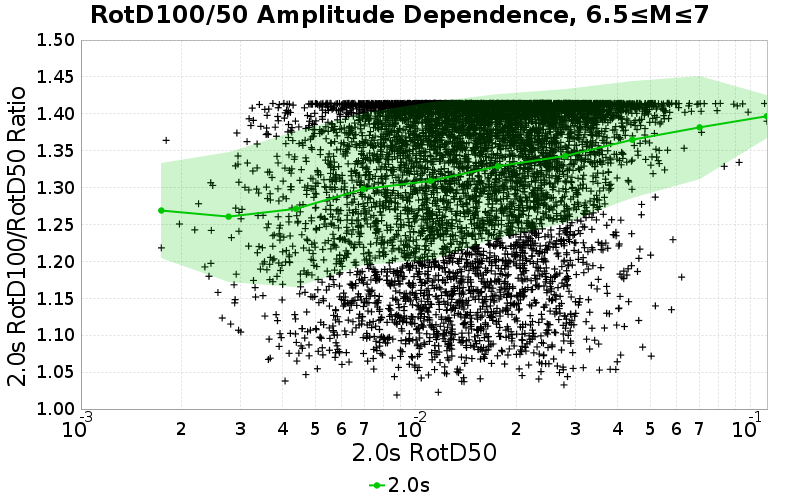 RotD100/50 Amplitude Dependence, 6.5≤M≤7
2.0s RotD100/RotD50 Ratio
1.50
1.45
1.40
1.35
1.30
1.25
1.20
1.15
1.10
1.05
1.00
10-3 2 3 4 5 6 7 10-2 2 3 4 5 6 7 10-1
2.0s RotD50
2.0s